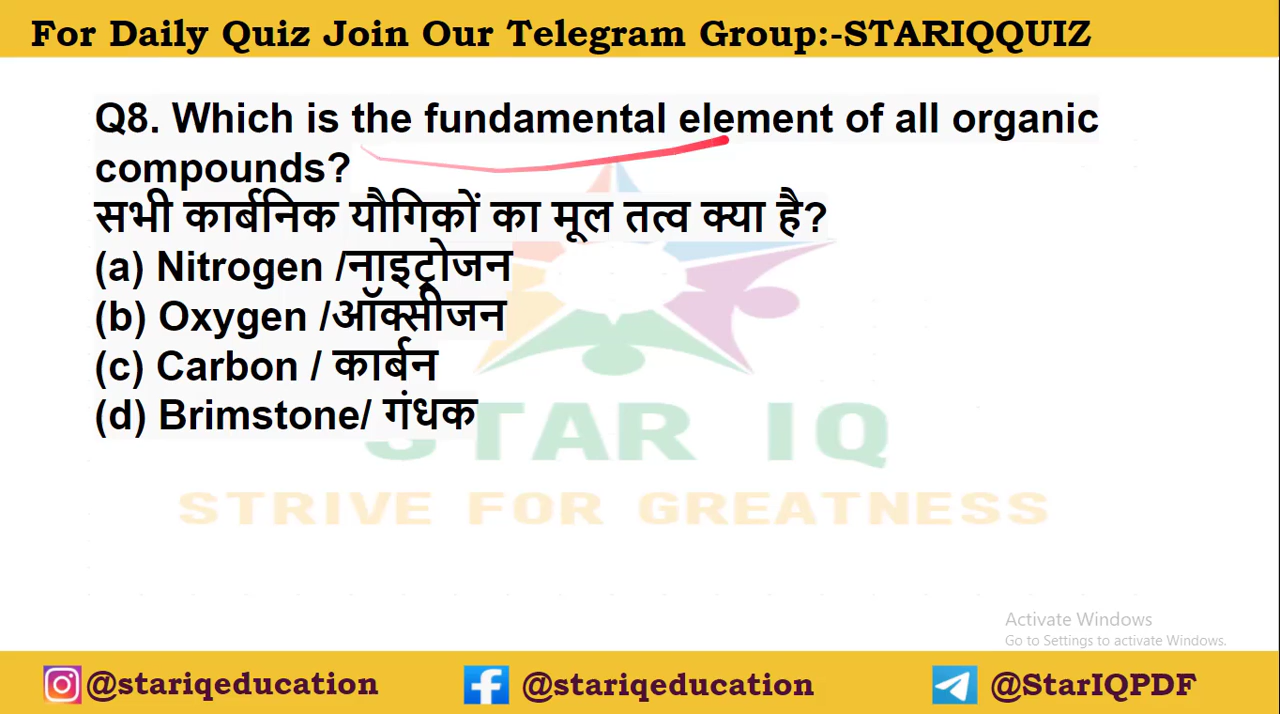 For Daily Quiz Join Our Telegram Group:-STARIQQUIZ
Q8. Which is the fundamental element of all organic
compounds?
सभी कार्बनिक यौगिकों का मूल तत्व क्या है?
(a) Nitrogen /नाइट्रोजन
(b) Oxygen /ऑक्सीजन
(c) Carbon / कार्बन
(d) Brimstone/ गंधक
STAR IQ
STRIVE FOR GREATNESS
Activate Windows
Go to Settings to activate Windows.
@stariqeducation @stariqeducation @StarIQPDF